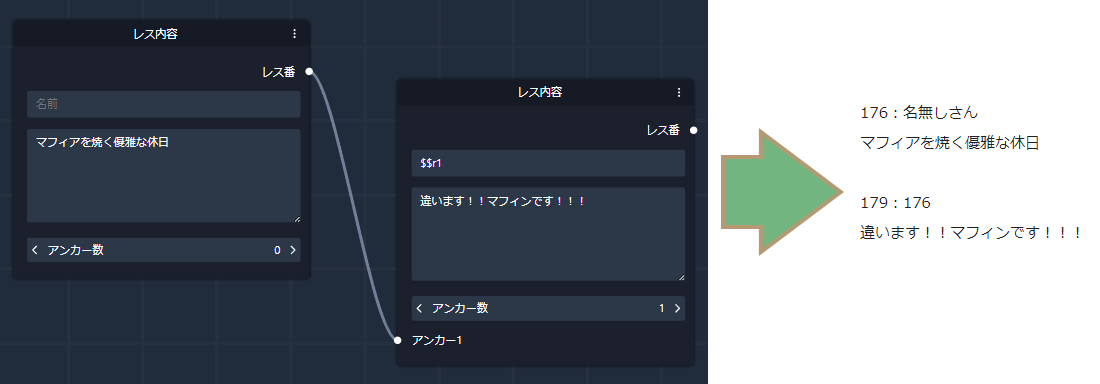 レス内容
レス番
名前
マフィアを焼く優雅な休日
アンカー数 0
レス内容
レス番
$$r1
違います！！マフィンです！！！
アンカー数 1
アンカー1
176：名無しさん
マフィアを焼く優雅な休日
179：176
違います！！マフィンです！！！